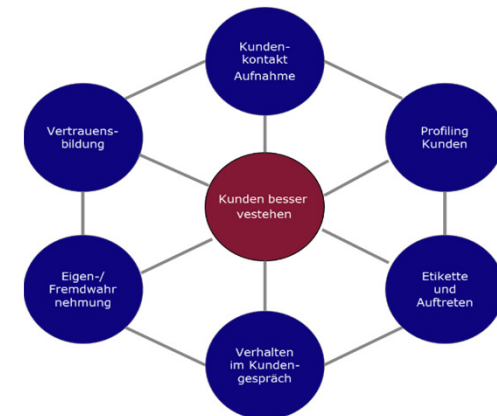 Kunden-
kontakt
Aufnahme
Vertrauens-
bildung
Profiling
Kunden
Kunden besser
vestehen
Eigen-/
Fremdwahr
nehmung
Etikette
und
Auftreten
Verhalten
im Kunden-
gespräch